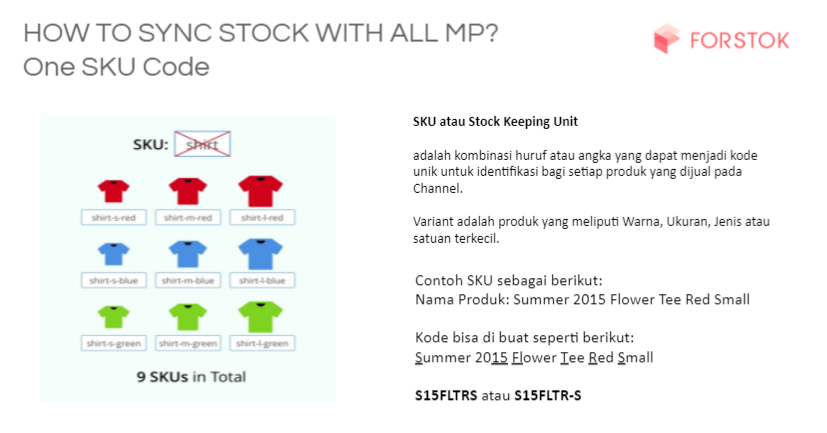 HOW TO SYNC STOCK WITH ALL MP?
One SKU Code
FORSTOK
SKU: shirt
shirt-s-red shirt-m-red shirt-l-red
shirt-s-blue shirt-m-blue shirt-l-blue
shirt-s-green shirt-m-green shirt-l-green
9 SKUs in Total
SKU atau Stock Keeping Unit
adalah kombinasi huruf atau angka yang dapat menjadi kode
unik untuk identifikasi bagi setiap produk yang dijual pada
Channel.
Variant adalah produk yang meliputi Warna, Ukuran, Jenis atau
satuan terkecil.
Contoh SKU sebagai berikut:
Nama Produk: Summer 2015 Flower Tee Red Small
Kode bisa di buat seperti berikut:
Summer 2015 Flower Tee Red Small
S15FLTRS atau S15FLTR-S